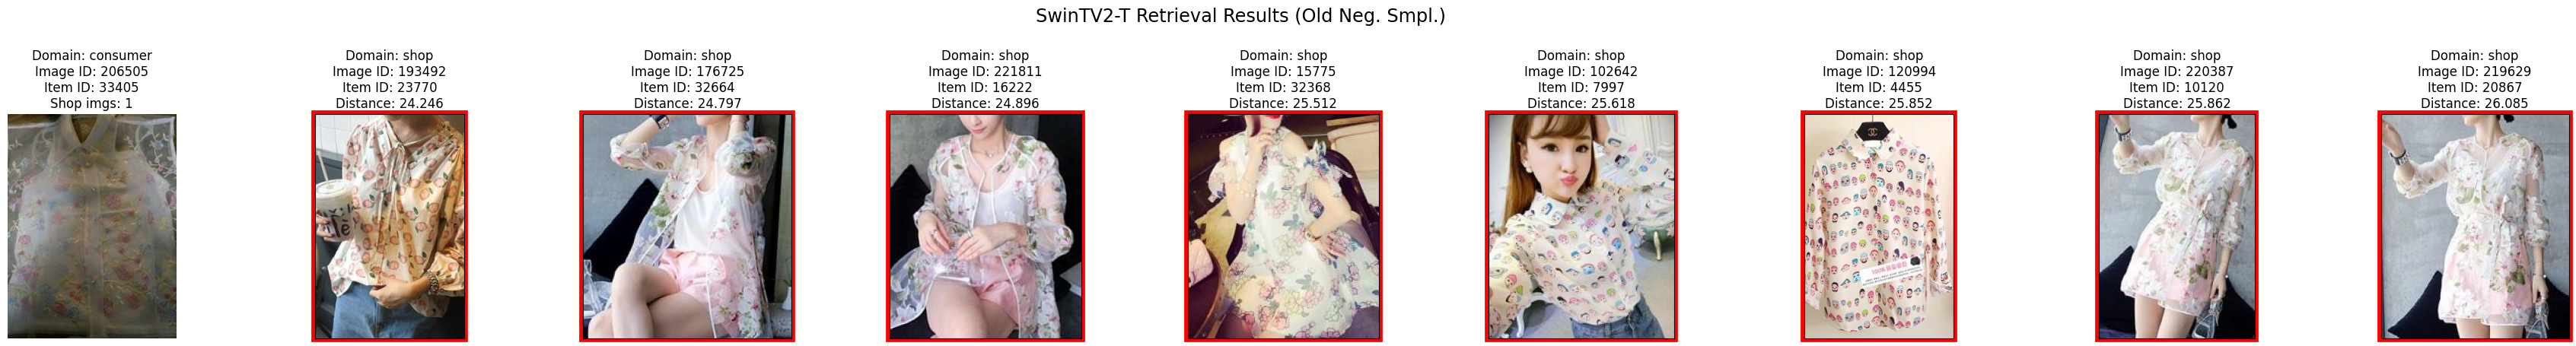 SwinTV2-T Retrieval Results (Old Neg. Smpl.)
Domain: consumer
Image ID: 206505
Item ID: 33405
Shop imgs: 1
Domain: shop
Image ID: 193492
Item ID: 23770
Distance: 24.246
Domain: shop
Image ID: 176725
Item ID: 32664
Distance: 24.797
Domain: shop
Image ID: 221811
Item ID: 16222
Distance: 24.896
Domain: shop
Image ID: 15775
Item ID: 32368
Distance: 25.512
Domain: shop
Image ID: 102642
Item ID: 7997
Distance: 25.618
Domain: shop
Image ID: 120994
Item ID: 4455
Distance: 25.852
Domain: shop
Image ID: 220387
Item ID: 10120
Distance: 25.862
Domain: shop
Image ID: 219629
Item ID: 20867
Distance: 26.085